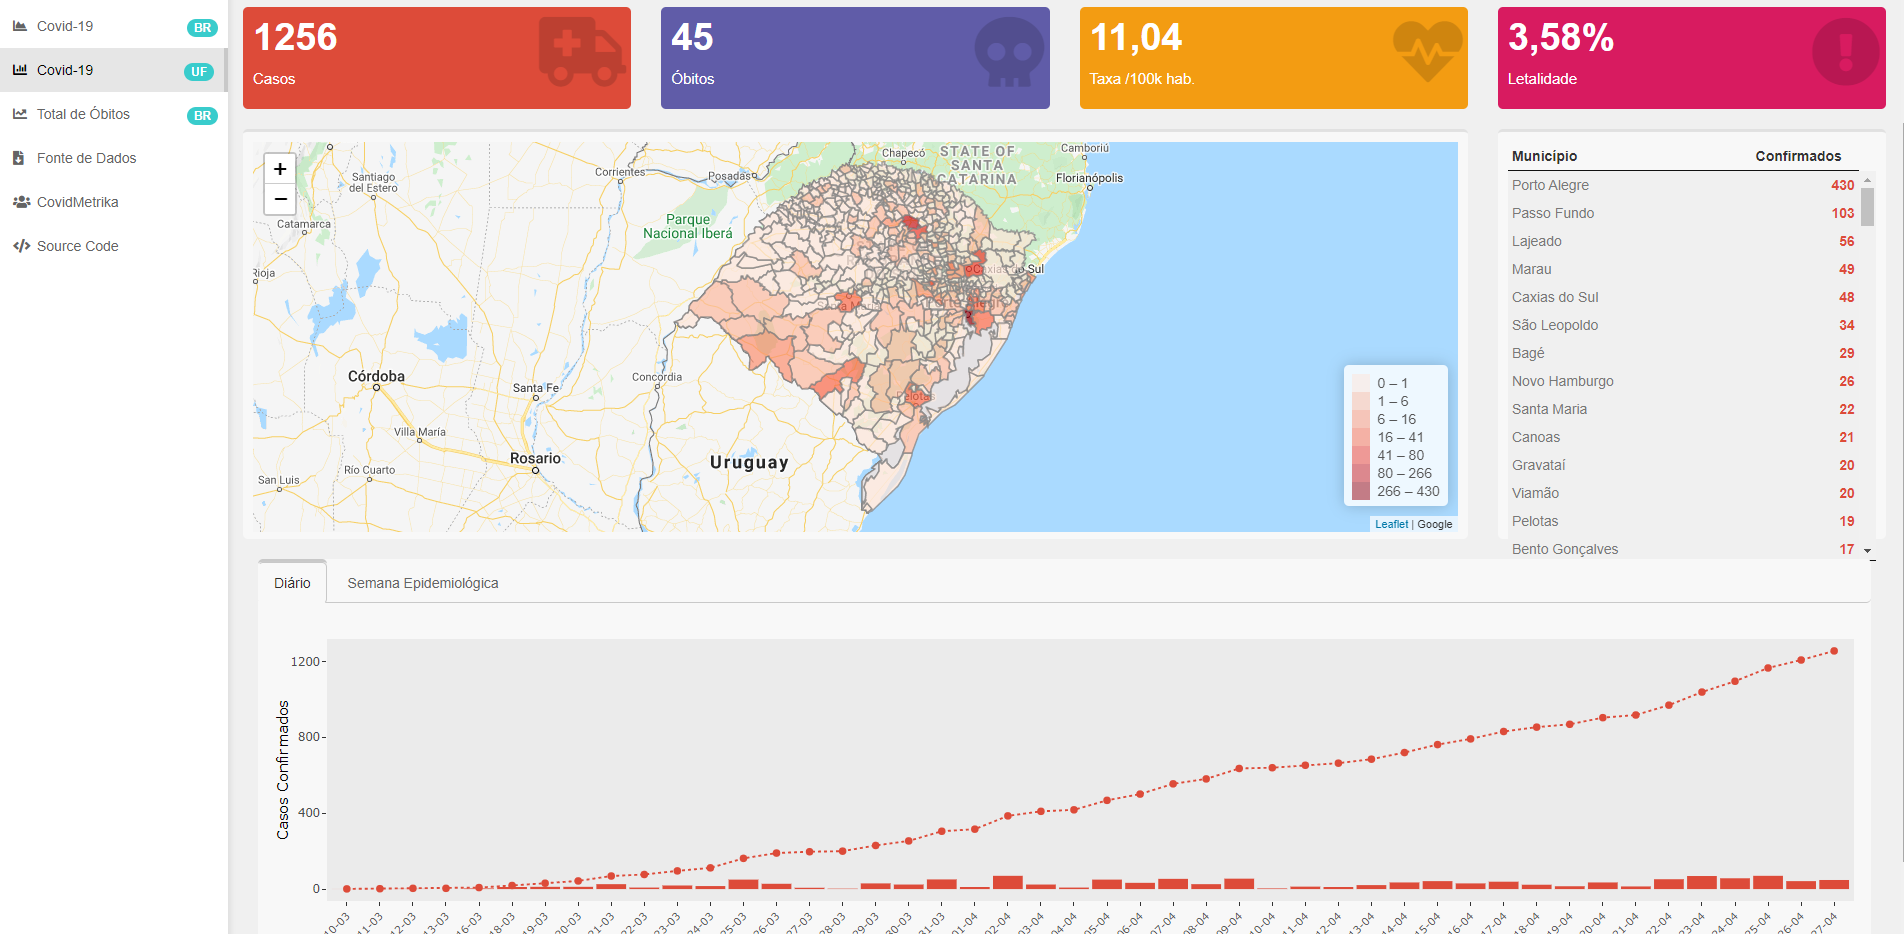 Covid-19 BR
Covid-19 UF
Total de Óbitos BR
Fonte de Dados
CovidMetrika
Source Code
1256
Casos
45
Óbitos
11,04
Taxa /100k hab.
3,58%
Letalidade
+
−
Santiago
del Estero
Catamarca
Rioja
Corrientes
Posadas
Parque
Nacional Iberá
Chapecó
STATE OF
SANTA
CATARINA
Camboriú
Florianópolis
Caxias do Sul
Santa Maria
Pelotas
Córdoba
Santa Fe
Concordia
Villa María
Rosario
Río Cuarto
San Luis
Uruguay
0 – 1
1 – 6
6 – 16
16 – 41
41 – 80
80 – 266
266 – 430
Leaflet | Google
Município Confirmados
Porto Alegre 430
Passo Fundo 103
Lajeado 56
Marau 49
Caxias do Sul 48
São Leopoldo 34
Bagé 29
Novo Hamburgo 26
Santa Maria 22
Canoas 21
Gravataí 20
Viamão 20
Pelotas 19
Bento Gonçalves 17
Diário Semana Epidemiológica
Casos Confirmados
1200
800
400
0
10-03 11-03 12-03 13-03 16-03 18-03 19-03 20-03 21-03 22-03 23-03 24-03 25-03 26-03 27-03 28-03 29-03 30-03 31-03 01-04 02-04 03-04 04-04 05-04 06-04 07-04 08-04 09-04 10-04 11-04 12-04 13-04 14-04 15-04 16-04 17-04 18-04 19-04 20-04 21-04 22-04 23-04 24-04 25-04 26-04 27-04